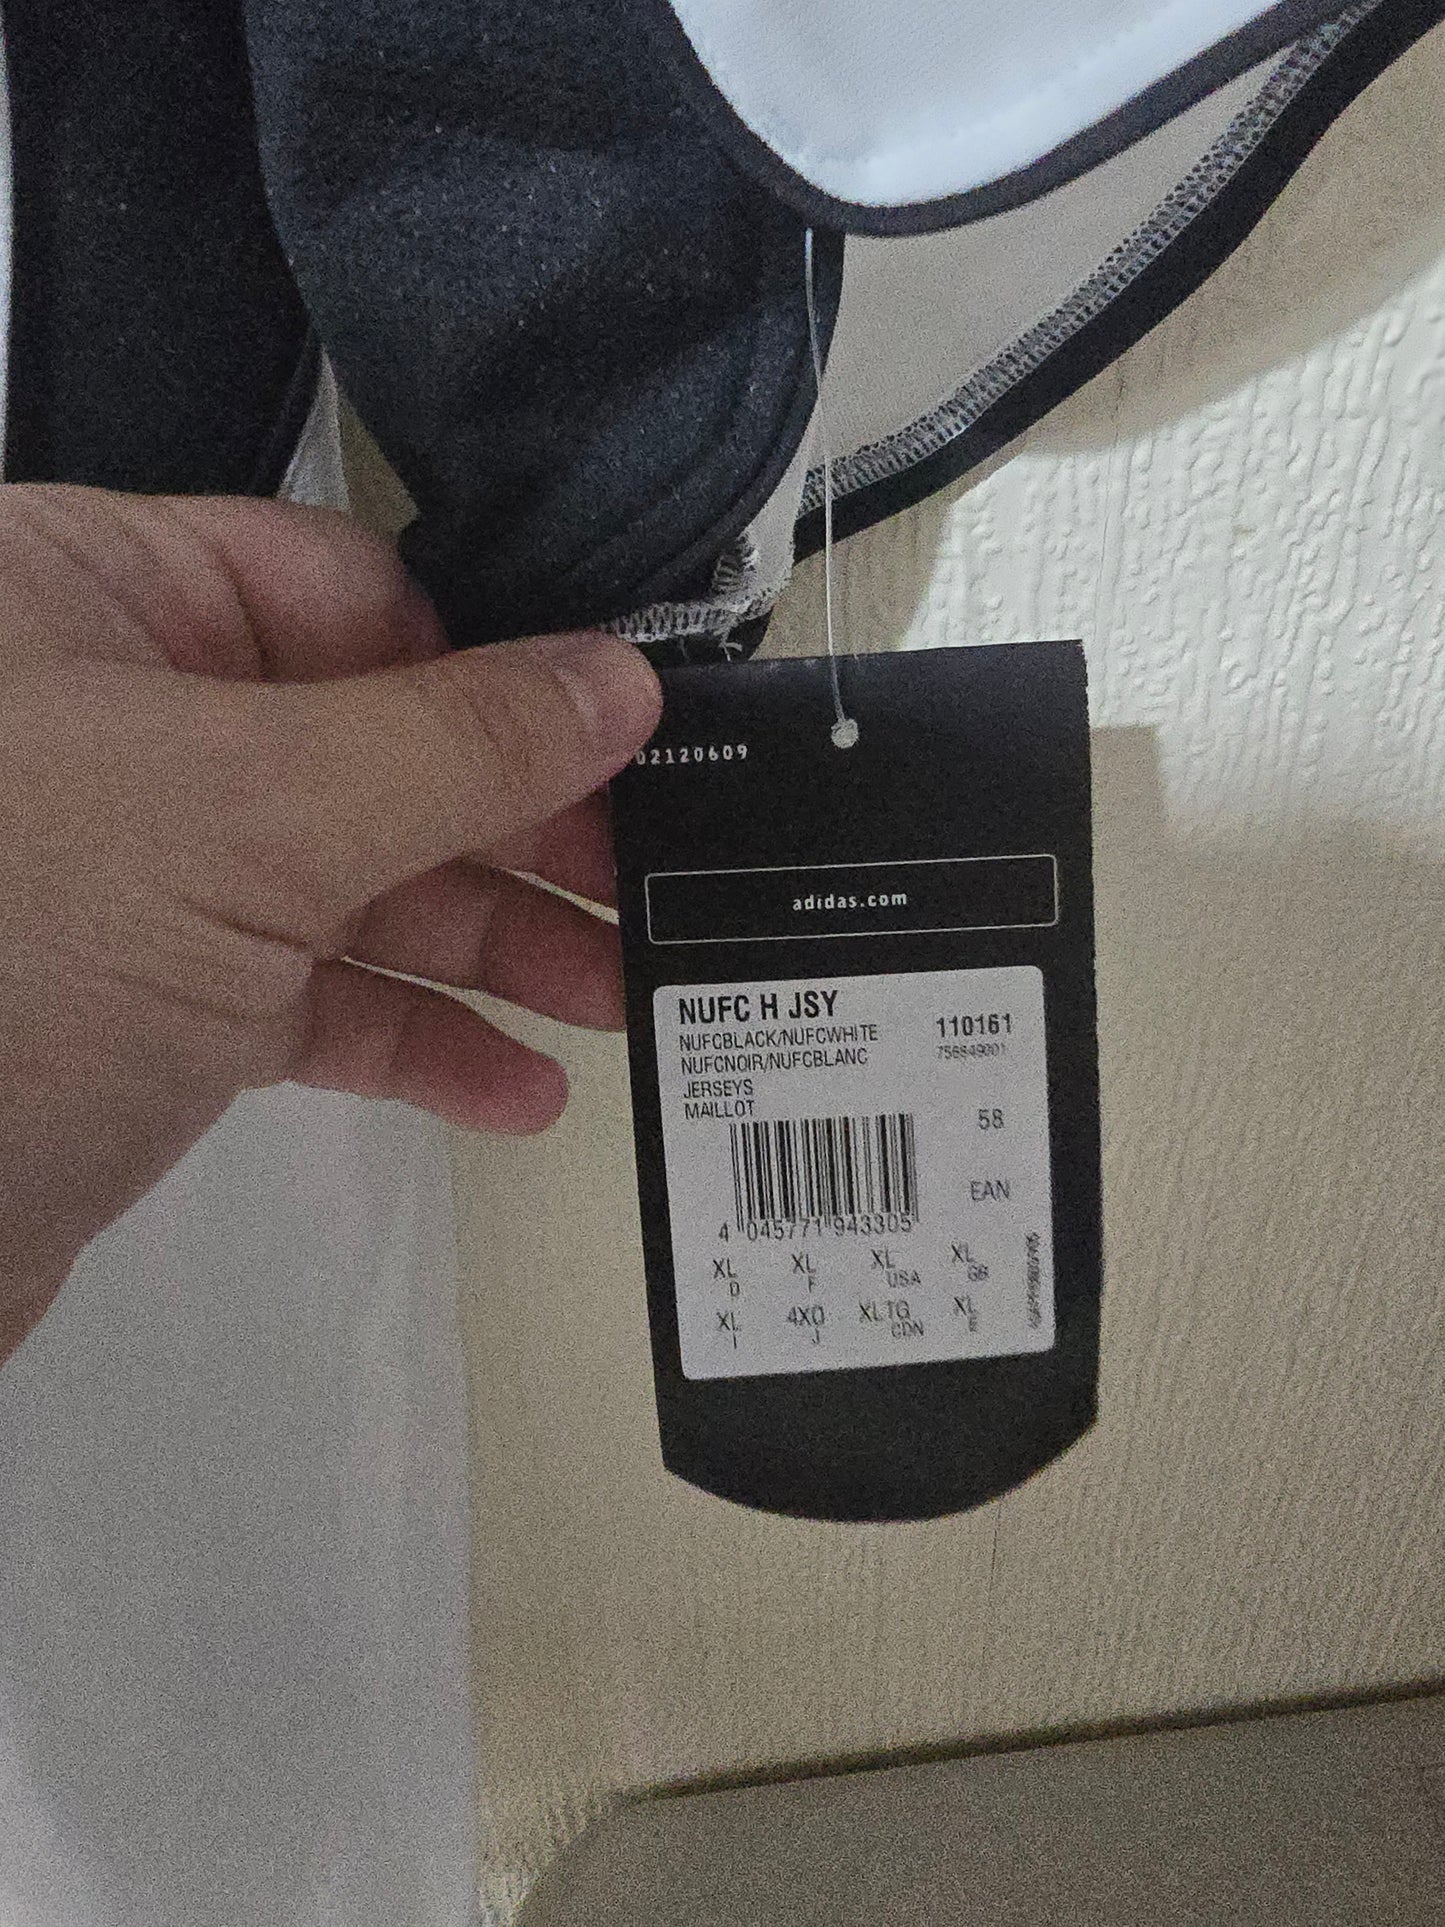 02120609
adidas.com
NUFC H JSY
NUFCBLACK/NUFCWHITE 110161
NUFCNOIR/NUFCBLANC
JERSEYS
MAILLOT
58
EAN
4 045771 943305
XL XL XL XL
D F USA GB
XL 4XO XLTG XL
I J CDN E